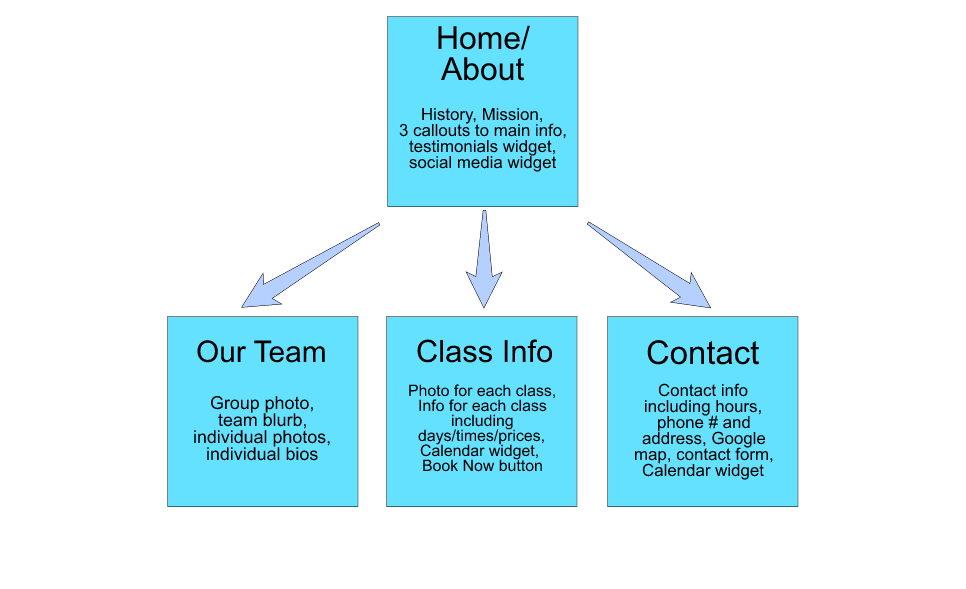 Home/
About
History, Mission,
3 callouts to main info,
testimonials widget,
social media widget
Our Team
Group photo,
team blurb,
individual photos,
individual bios
Class Info
Photo for each class,
Info for each class
including
days/times/prices,
Calendar widget,
Book Now button
Contact
Contact info
including hours,
phone # and
address, Google
map, contact form,
Calendar widget